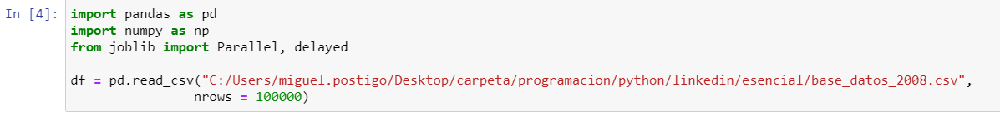 In [4]: import pandas as pd
import numpy as np
from joblib import Parallel, delayed
df = pd.read_csv("C:/Users/miguel.postigo/Desktop/carpeta/programacion/python/linkedin/esencial/base_datos_2008.csv",
nrows = 100000)